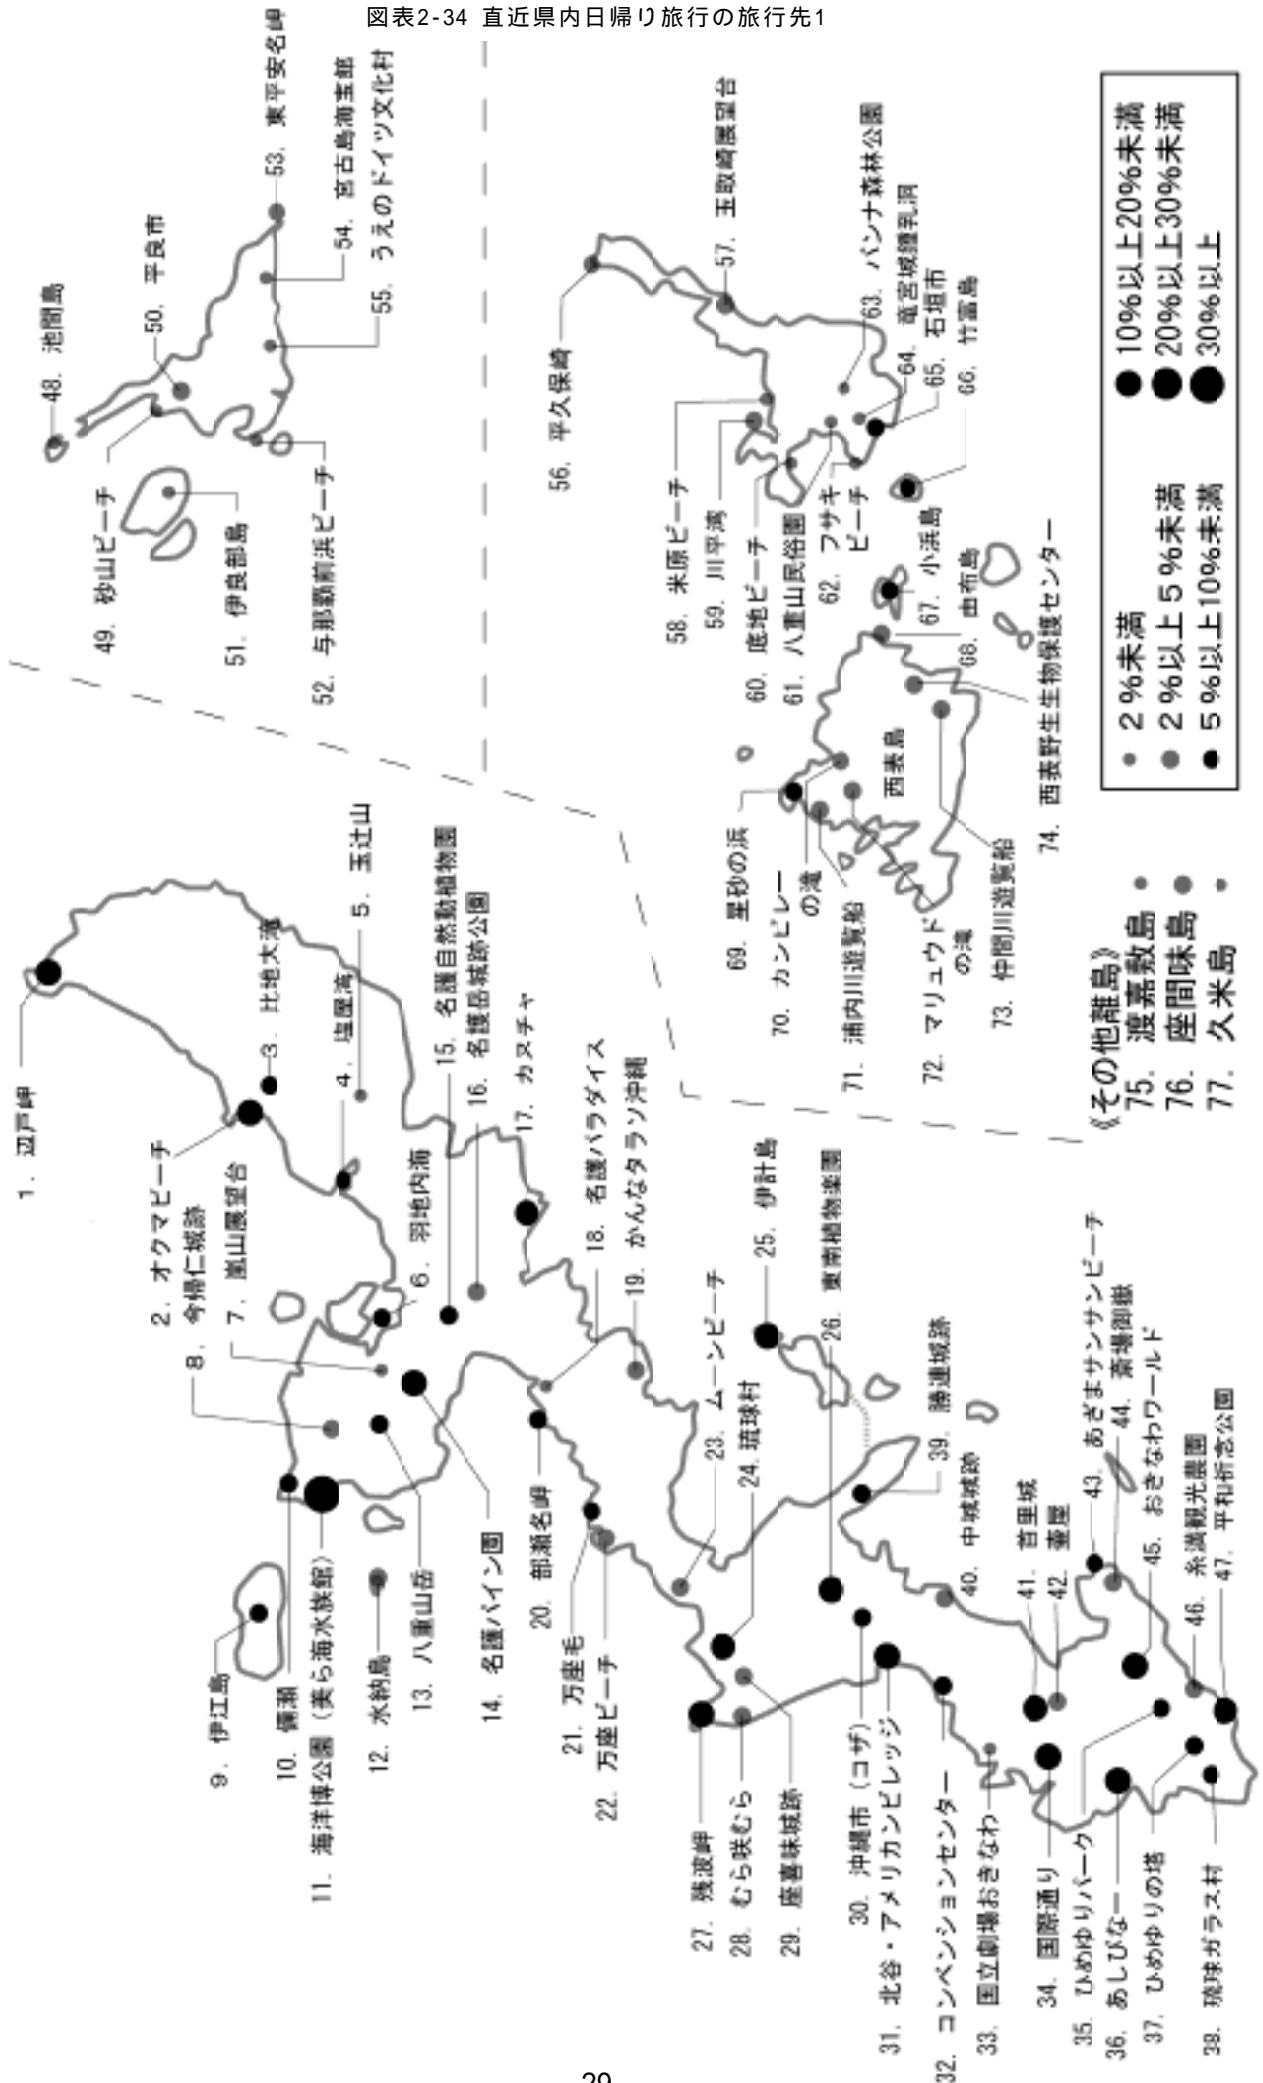 図表2-34 直近県内日帰り旅行の旅行先1
1. 辺戸岬
2. オクマビーチ
3. 比地大滝
4. 塩屋湾
5. 玉辻山
6. 羽地内海
7. 嵐山展望台
8. 今帰仁城跡
9. 伊江島
10. 備瀬
11. 海洋博公園（美ら海水族館）
12. 水納島
13. 八重山岳
14. 名護パイン園
15. 名護自然動植物園
16. 名護岳城跡公園
17. カヌチャ
18. 名護パラダイス
19. かんなタラソ沖縄
20. 部瀬名岬
21. 万座毛
22. 万座ビーチ
23. ムーンビーチ
24. 琉球村
25. 伊計島
26. 東南植物楽園
27. 残波岬
28. むら咲むら
29. 座喜味城跡
30. 沖縄市（コザ）
31. 北谷・アメリカンビレッジ
32. コンベンションセンター
33. 国立劇場おきなわ
34. 国際通り
35. ひめゆりパーク
36. あしびなー
37. ひめゆりの塔
38. 琉球ガラス村
39. 勝連城跡
40. 中城城跡
41. 首里城
42. 壷屋
43. あざまサンサンビーチ
44. 斎場御嶽
45. おきなわワールド
46. 糸満観光農園
47. 平和祈念公園
48. 池間島
49. 砂山ビーチ
50. 平良市
51. 伊良部島
52. 与那覇前浜ビーチ
53. 東平安名岬
54. 宮古島海宝館
55. うえのドイツ文化村
56. 平久保崎
57. 玉取崎展望台
58. 米原ビーチ
59. 川平湾
60. 底地ビーチ
61. 八重山民俗園
62. フサキ
ビーチ
63. バンナ森林公園
64. 竜宮城鍾乳洞
65. 石垣市
66. 竹富島
67. 小浜島
68. 由布島
69. 星砂の浜
70. カンピレー
の滝
71. 浦内川遊覧船
72. マリュウド
の滝
73. 仲間川遊覧船
74. 西表野生生物保護センター
西表島
《その他離島》
75. 渡嘉敷島
76. 座間味島
77. 久米島
2%未満
2%以上5%未満
5%以上10%未満
10%以上20%未満
20%以上30%未満
30%以上
29